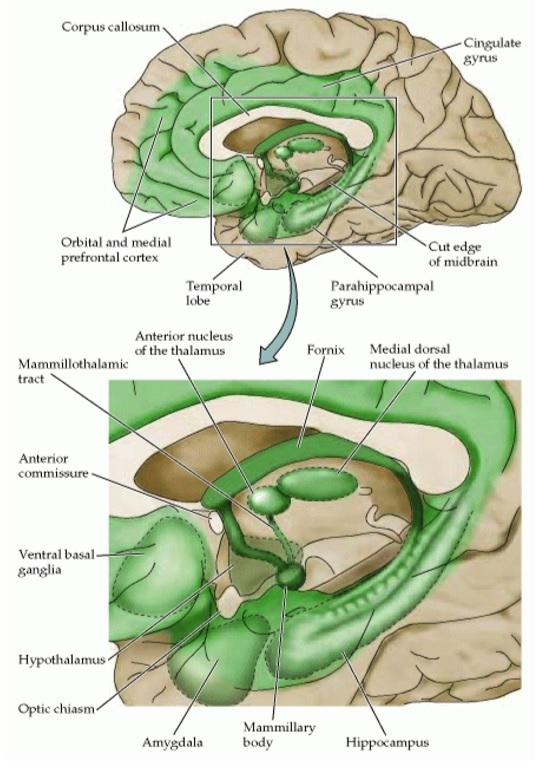 Corpus callosum
Cingulate
gyrus
Orbital and medial
prefrontal cortex
Cut edge
of midbrain
Temporal
lobe
Parahippocampal
gyrus
Anterior nucleus
of the thalamus
Fornix
Medial dorsal
nucleus of the thalamus
Mammillothalamic
tract
Anterior
commissure
Ventral basal
ganglia
Hypothalamus
Optic chiasm
Amygdala
Mammillary
body
Hippocampus